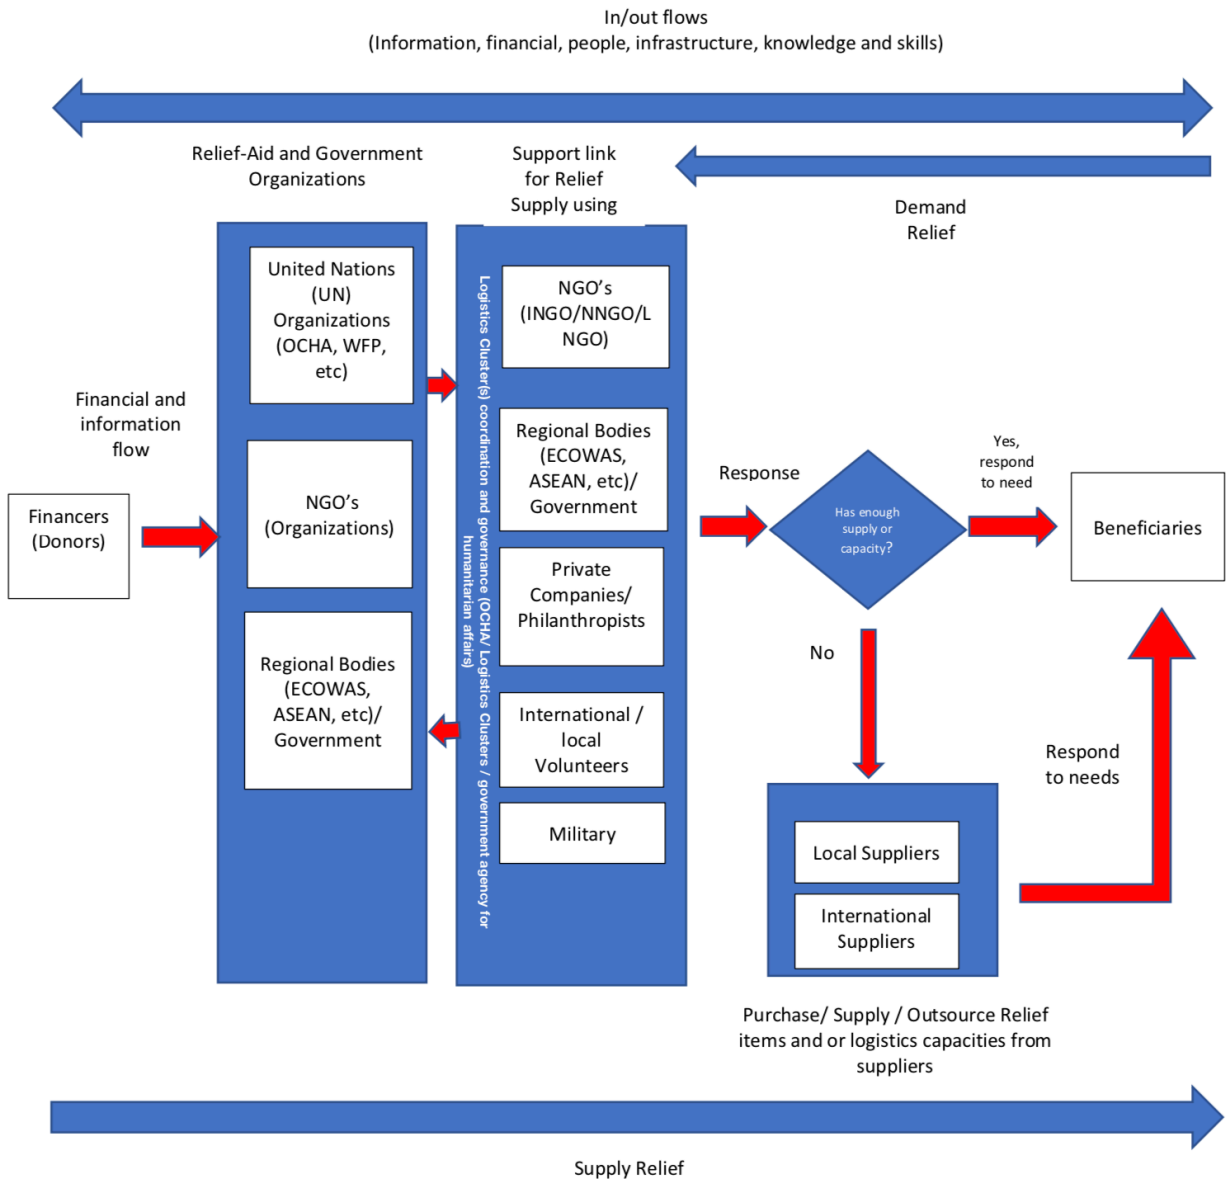 In/out flows
(Information, financial, people, infrastructure, knowledge and skills)
Relief-Aid and Government
Organizations
Support link
for Relief
Supply using
Demand
Relief
Financial and
information
flow
Financers
(Donors)
United Nations
(UN)
Organizations
(OCHA, WFP,
etc)
NGO's
(Organizations)
Regional Bodies
(ECOWAS,
ASEAN, etc)/
Government
Logistics Cluster(s) coordination and governance (OCHA/ Logistics Clusters / government agency for
humanitarian affairs)
NGO's
(INGO/NNGO/L
NGO)
Regional Bodies
(ECOWAS,
ASEAN, etc)/
Government
Private
Companies/
Philanthropists
International /
local
Volunteers
Military
Response
Has enough
supply or
capacity?
Yes,
respond
to need
Beneficiaries
No
Respond
to needs
Local Suppliers
International
Suppliers
Purchase/ Supply / Outsource Relief
items and or logistics capacities from
suppliers
Supply Relief